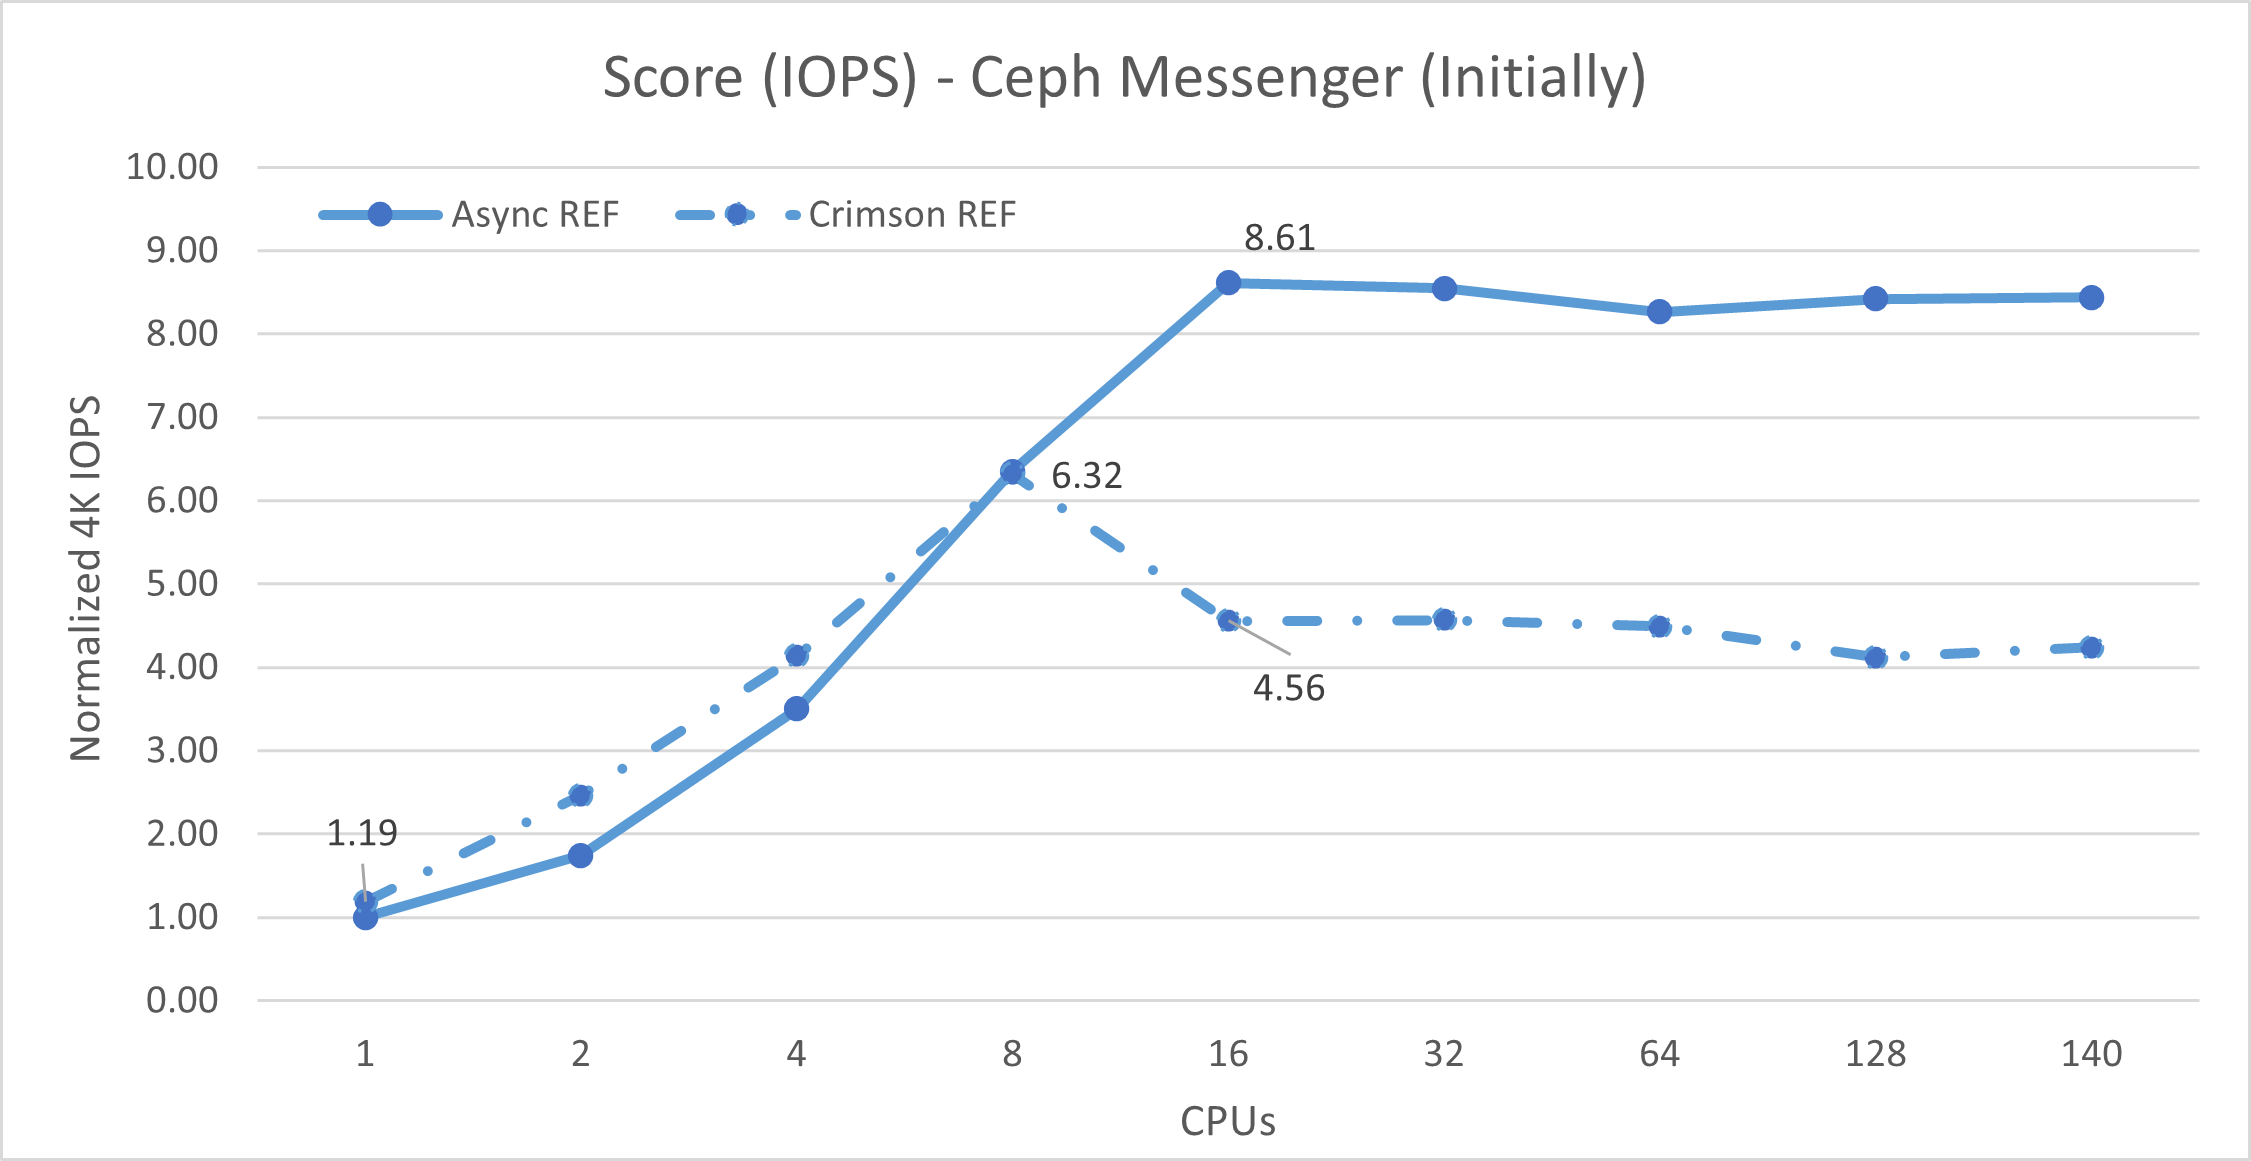 Score (IOPS) - Ceph Messenger (Initially)
10.00
Async REF
Crimson REF
9.00
8.61
8.00
7.00
6.32
6.00
5.00
4.56
4.00
3.00
2.00
1.19
1.00
0.00
Normalized 4K IOPS
1 2 4 8 16 32 64 128 140
CPUs